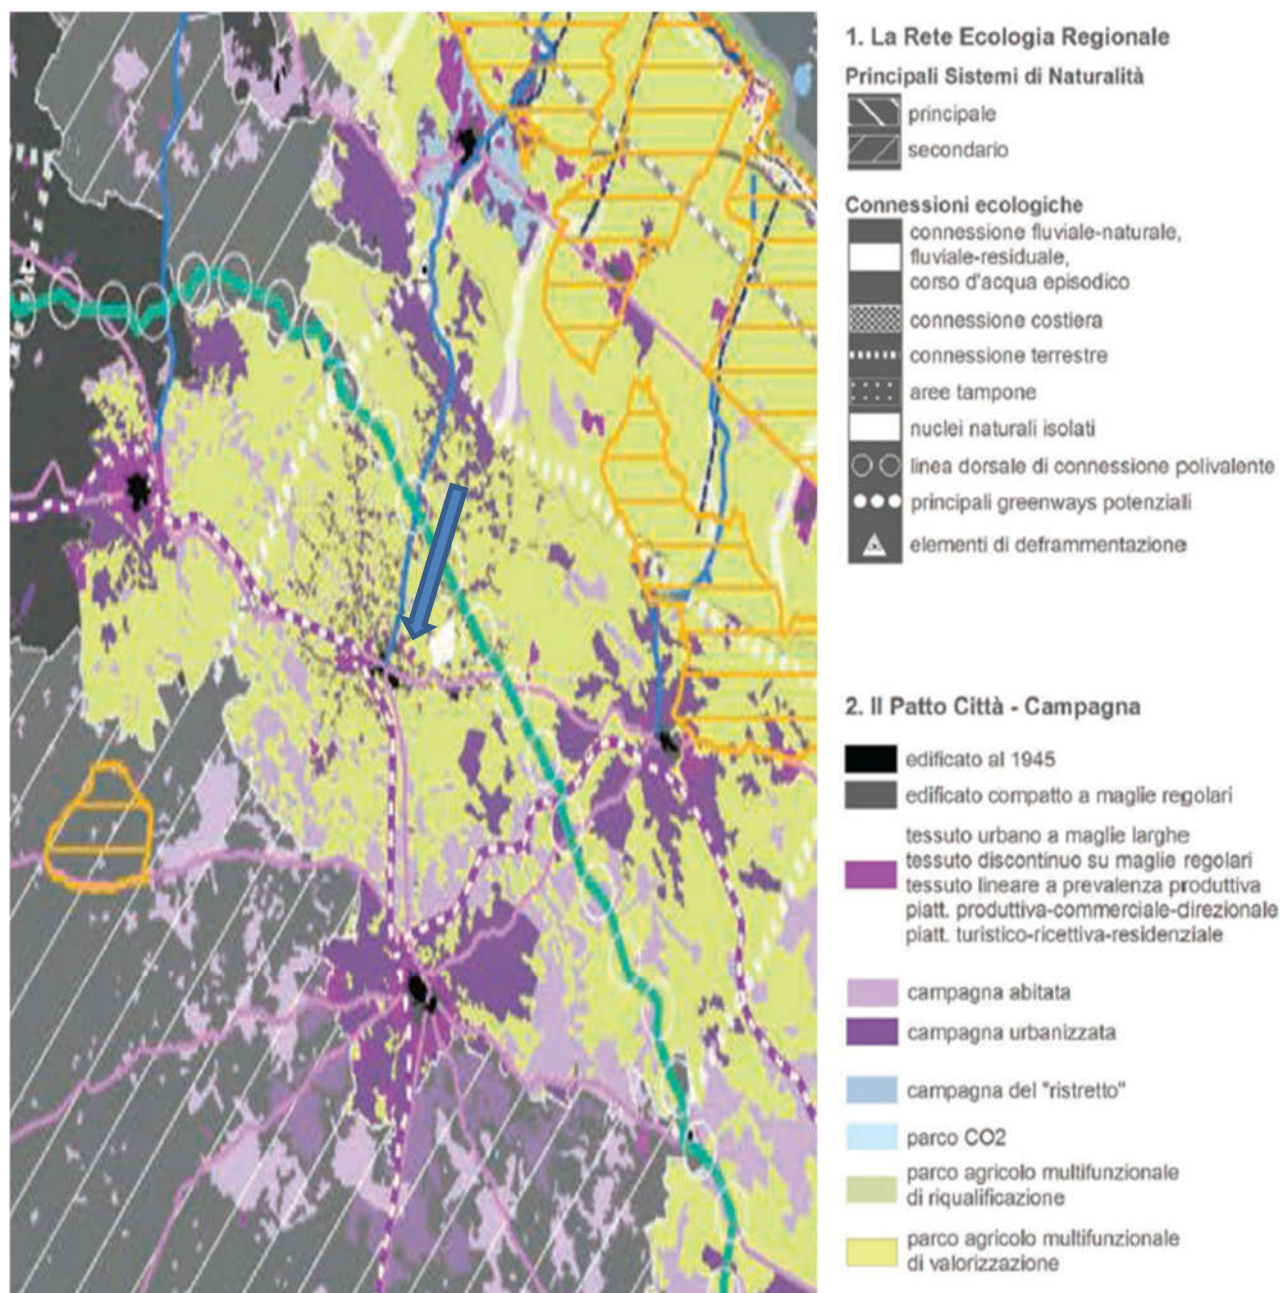 1. La Rete Ecologia Regionale
Principali Sistemi di Naturalità
principale
secondario
Connessioni ecologiche
connessione fluviale-naturale,
fluviale-residuale,
corso d'acqua episodico
connessione costiera
connessione terrestre
aree tampone
nuclei naturali isolati
linea dorsale di connessione polivalente
principali greenways potenziali
elementi di deframmentazione
2. Il Patto Città - Campagna
edificato al 1945
edificato compatto a maglie regolari
tessuto urbano a maglie larghe
tessuto discontinuo su maglie regolari
tessuto lineare a prevalenza produttiva
piatt. produttiva-commerciale-direzionale
piatt. turistico-ricettiva-residenziale
campagna abitata
campagna urbanizzata
campagna del "ristretto"
parco CO2
parco agricolo multifunzionale
di riqualificazione
parco agricolo multifunzionale
di valorizzazione